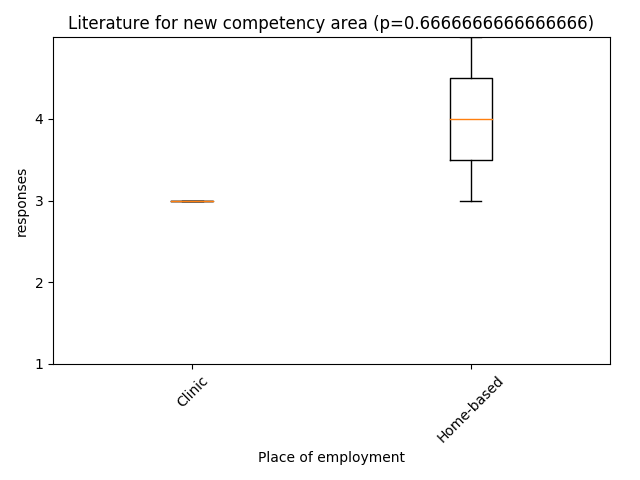 Literature for new competency area (p=0.6666666666666666)
responses
4
3
2
1
Clinic
Home-based
Place of employment